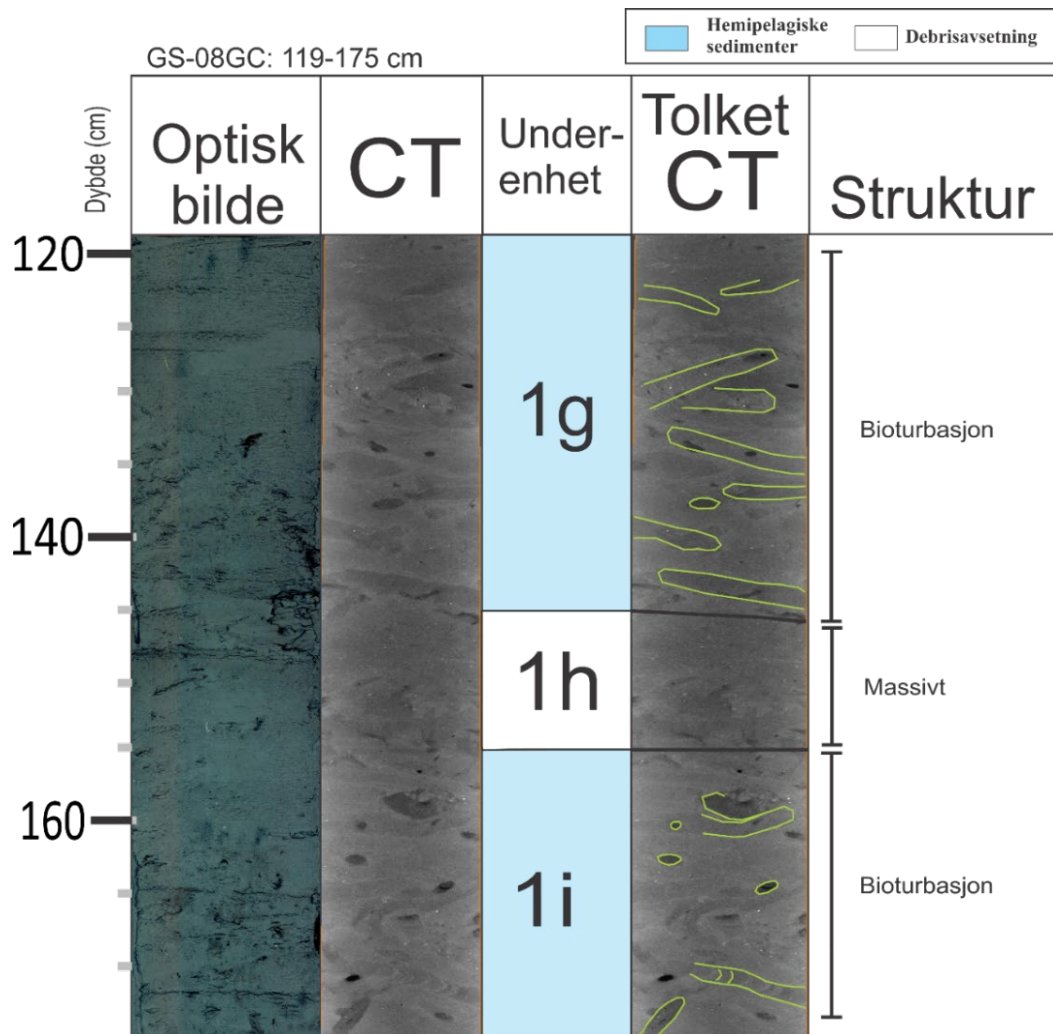 Hemipelagiske
sedimenter
Debrisavsetning
GS-08GC: 119-175 cm
Dybde (cm)
Optisk
bilde
CT
Under-
enhet
Tolket
CT
Struktur
120
1g
Bioturbasjon
140
1h
Massivt
160
1i
Bioturbasjon